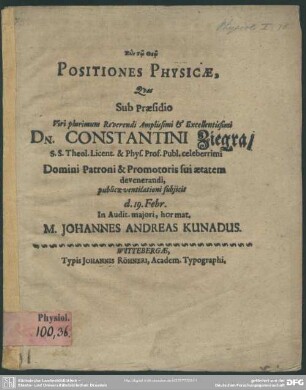 Σὺν τῷ Θεῷ
POSITIONES PHYSICÆ,
Quas
Sub Præsidio
Viri plurimum Reverendi Amplissimi & Excellentissimi
DN. CONSTANTINI Ziegra/
S.S. Theol. Licent. & Phys. Prof. Publ. celeberrimi
Domini Patroni & Promotoris sui ætatem
devenerandi,
publicæ ventilationi subjicit
d. 19. Febr.
In Audit. majori, hor. mat.
M. JOHANNES ANDREAS KUNADUS.
WITTEBERGÆ,
Typis JOHANNIS RÖHNERI, Academ. Typographi,
Physiol.
100,36